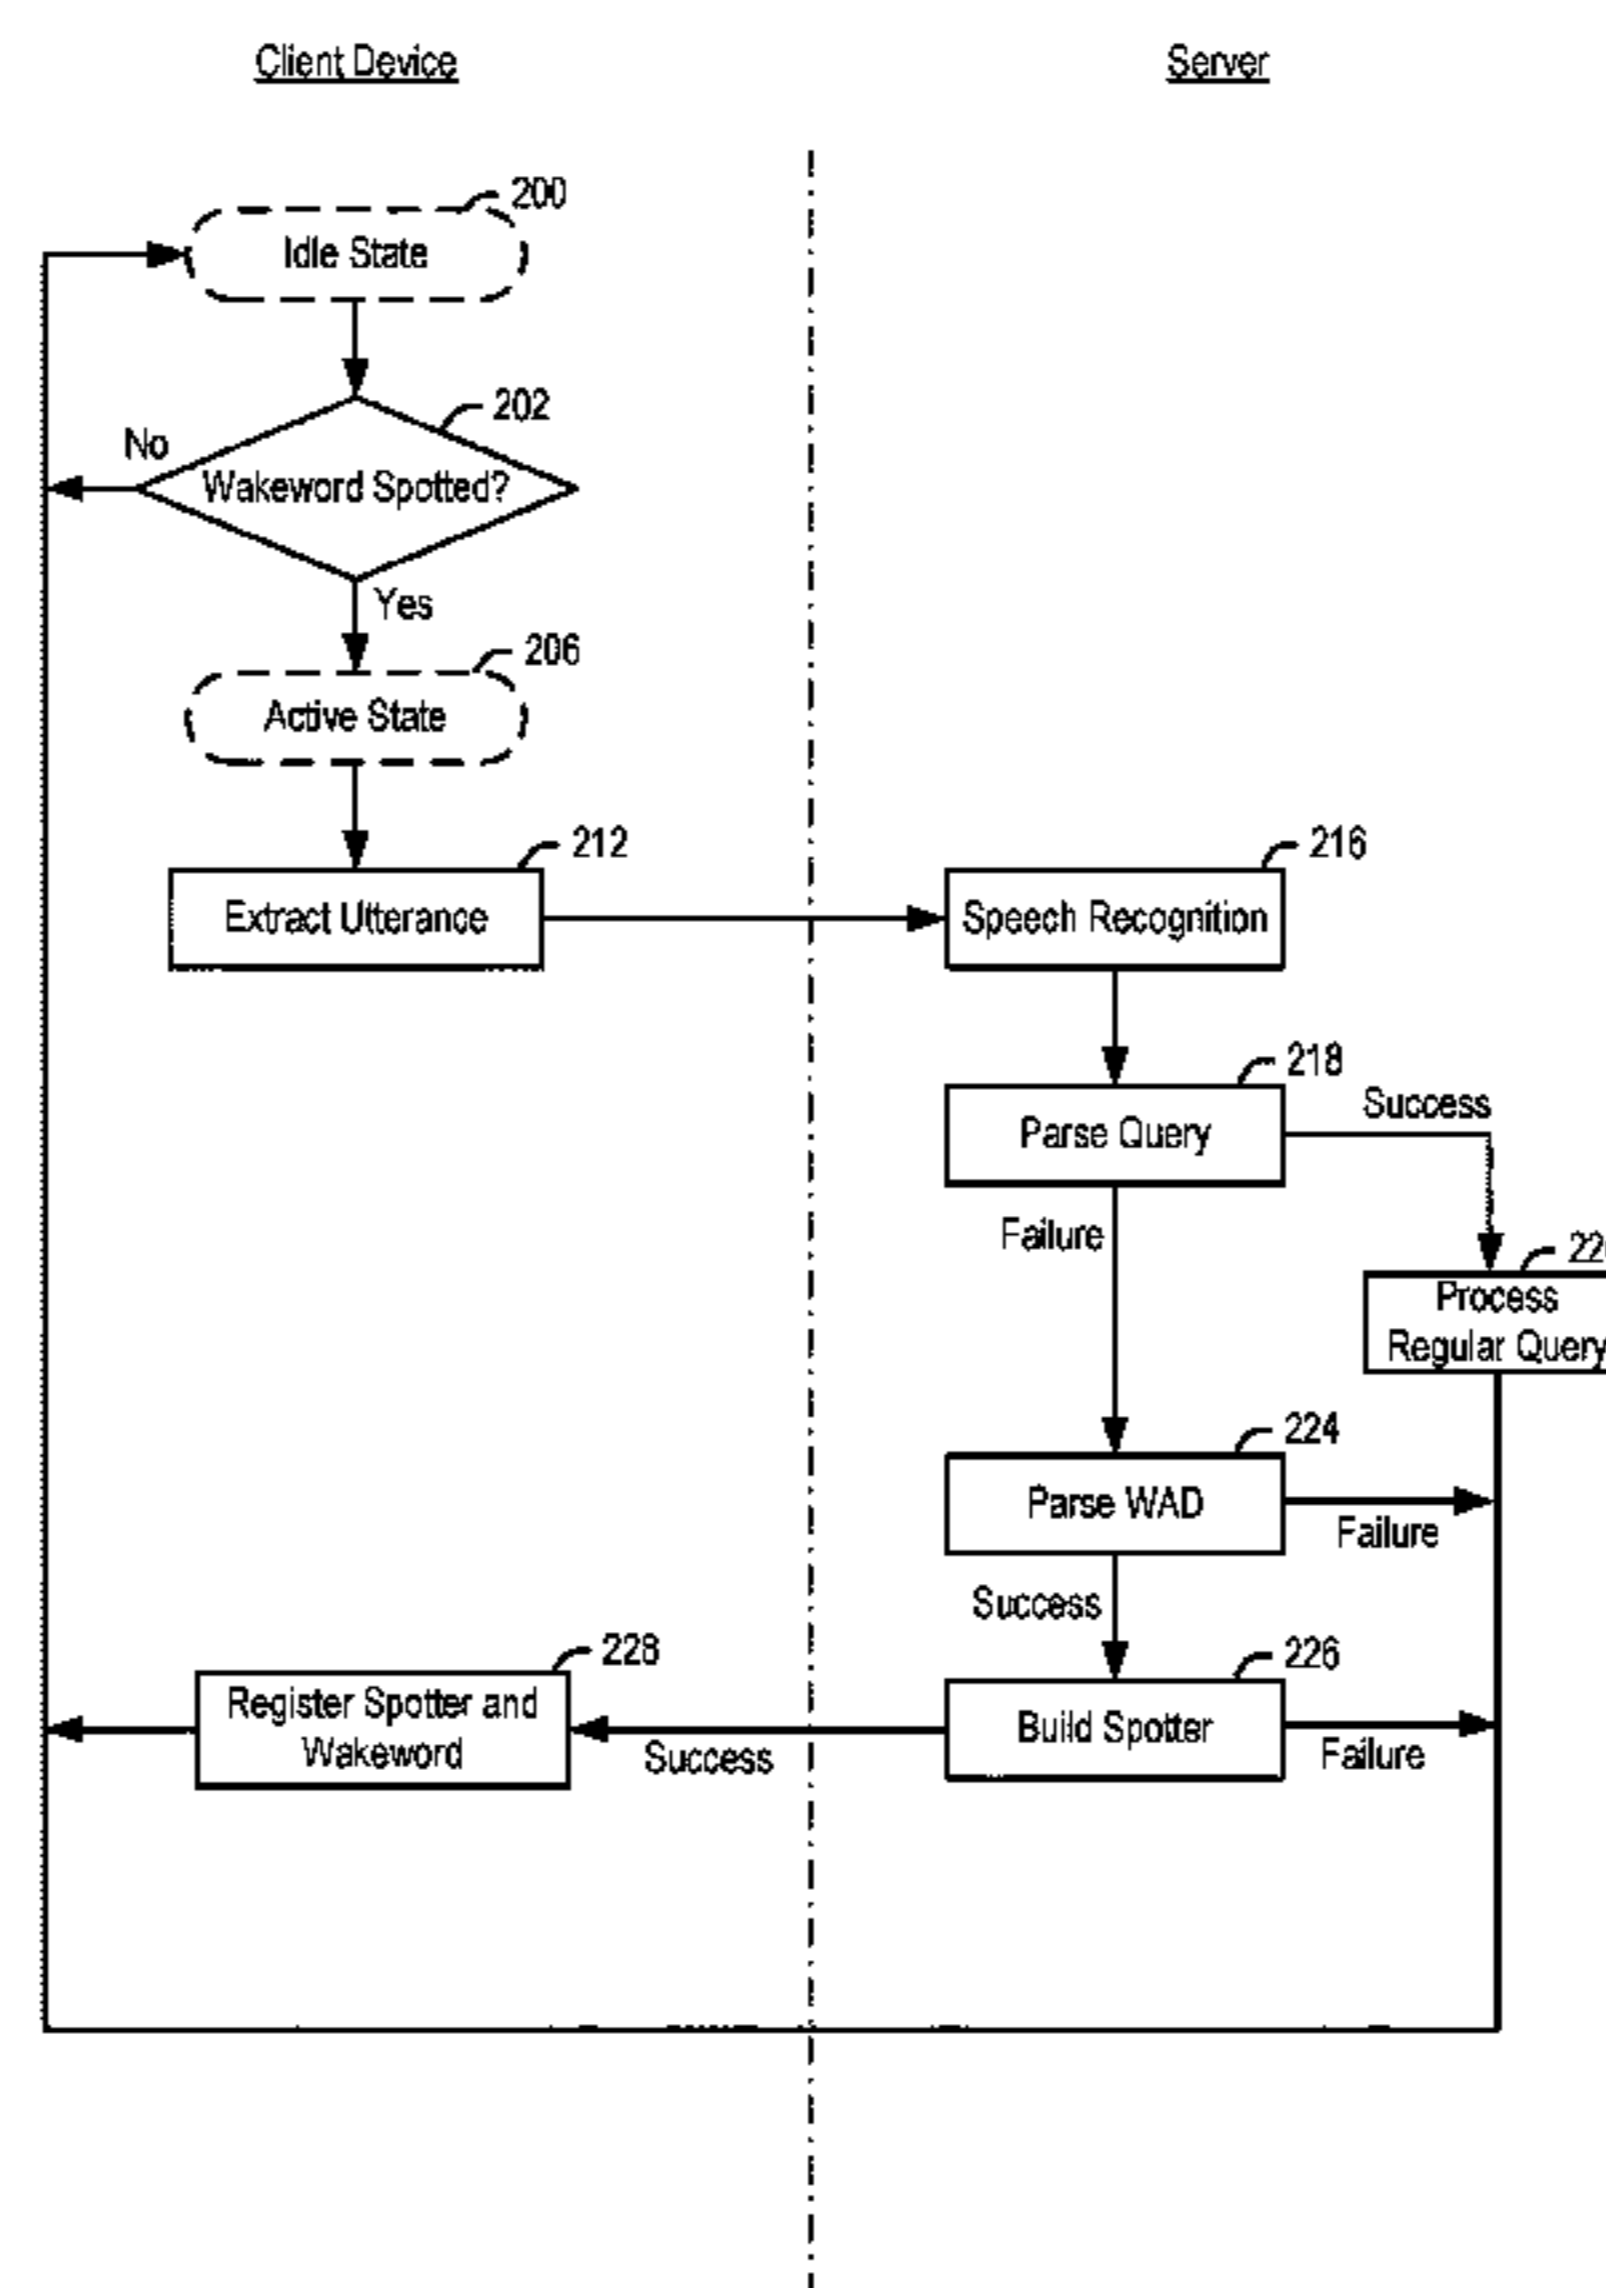 Client Device
Server
200
Idle State
202
No
Wakeword Spotted?
Yes
206
Active State
212
Extract Utterance
216
Speech Recognition
218
Parse Query
Success
Failure
Process
Regular Query
224
Parse WAD
Failure
Success
228
Register Spotter and
Wakeword
226
Build Spotter
Success
Failure